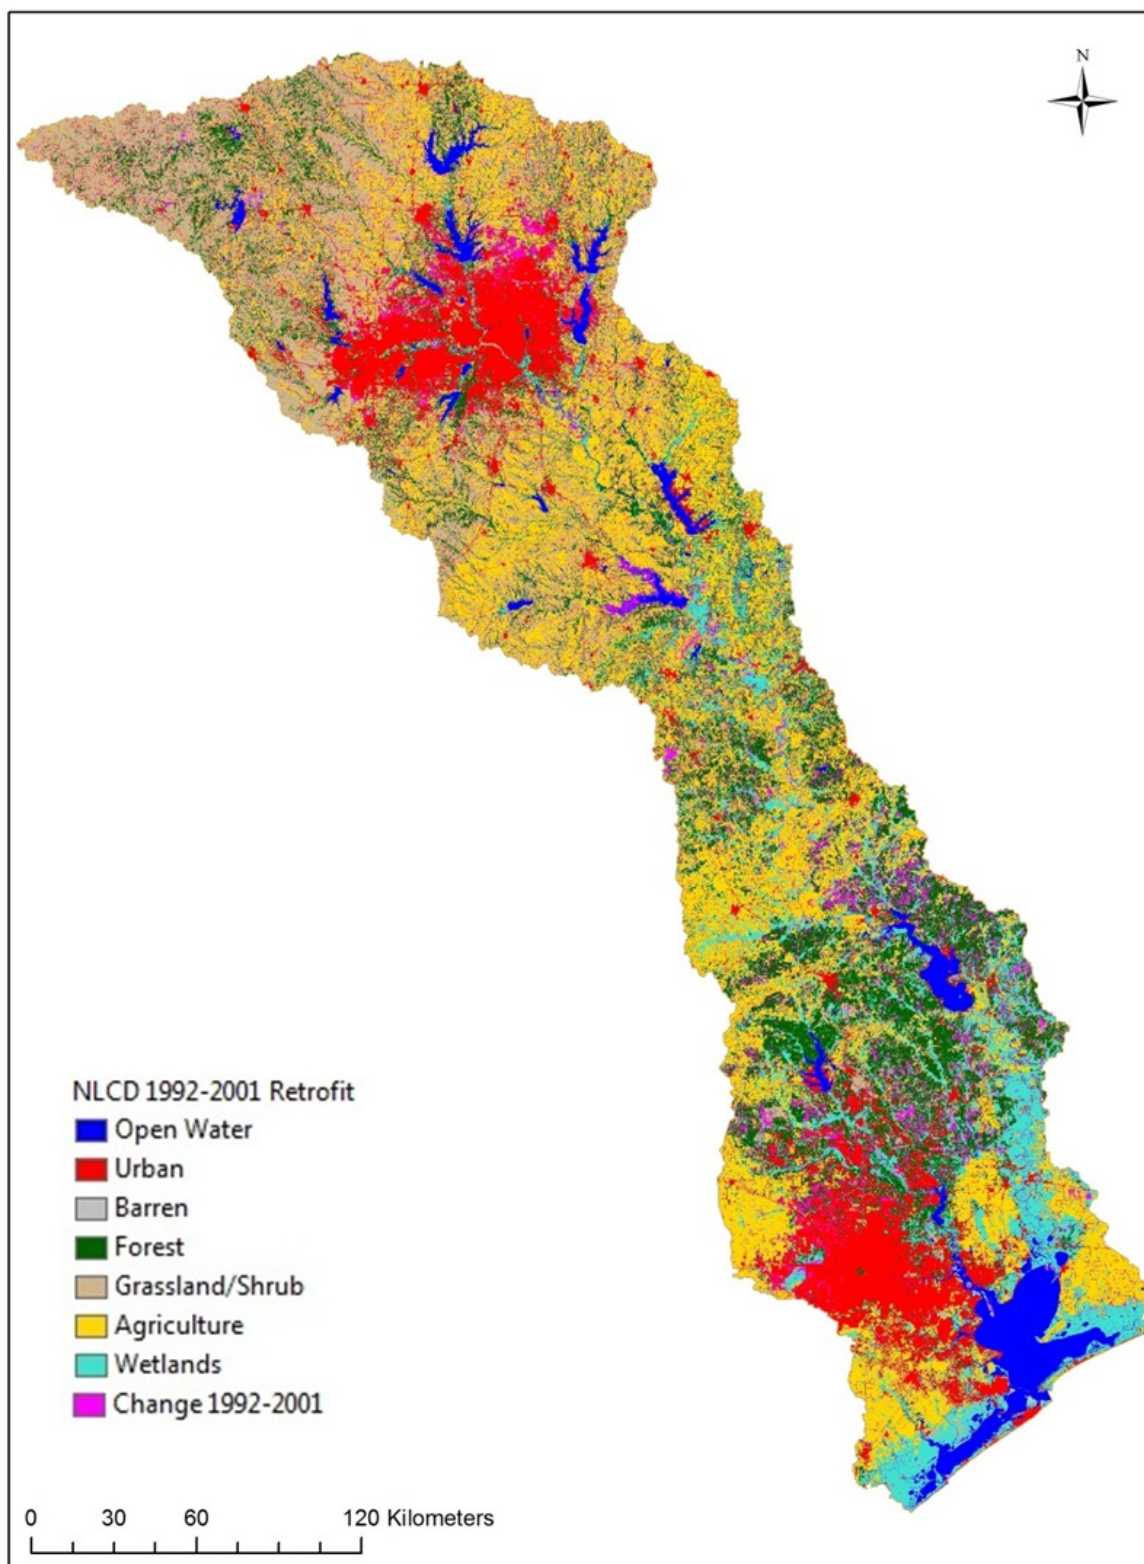 N
NLCD 1992-2001 Retrofit
Open Water
Urban
Barren
Forest
Grassland/Shrub
Agriculture
Wetlands
Change 1992-2001
0 30 60 120 Kilometers